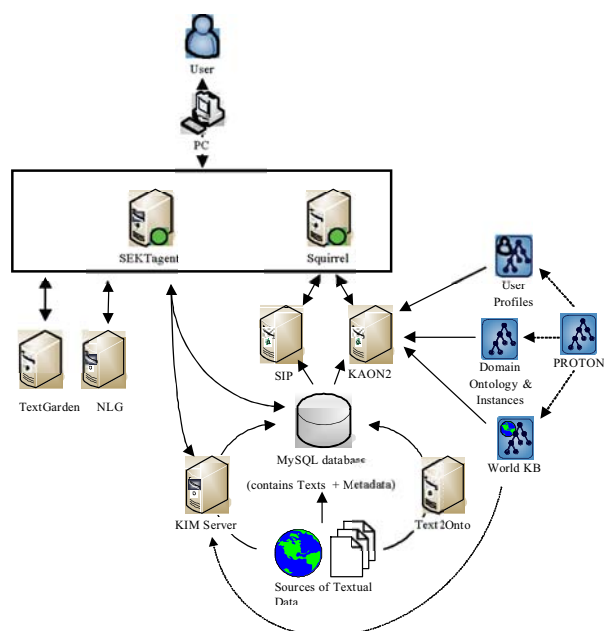 User
PC
SEKTagent
Squirrel
User
Profiles
TextGarden
NLG
SIP
KAON2
Domain
Ontology &
Instances
PROTON
MySQL database
(contains Texts + Metadata)
World KB
KIM Server
Text2Onto
Sources of Textual
Data